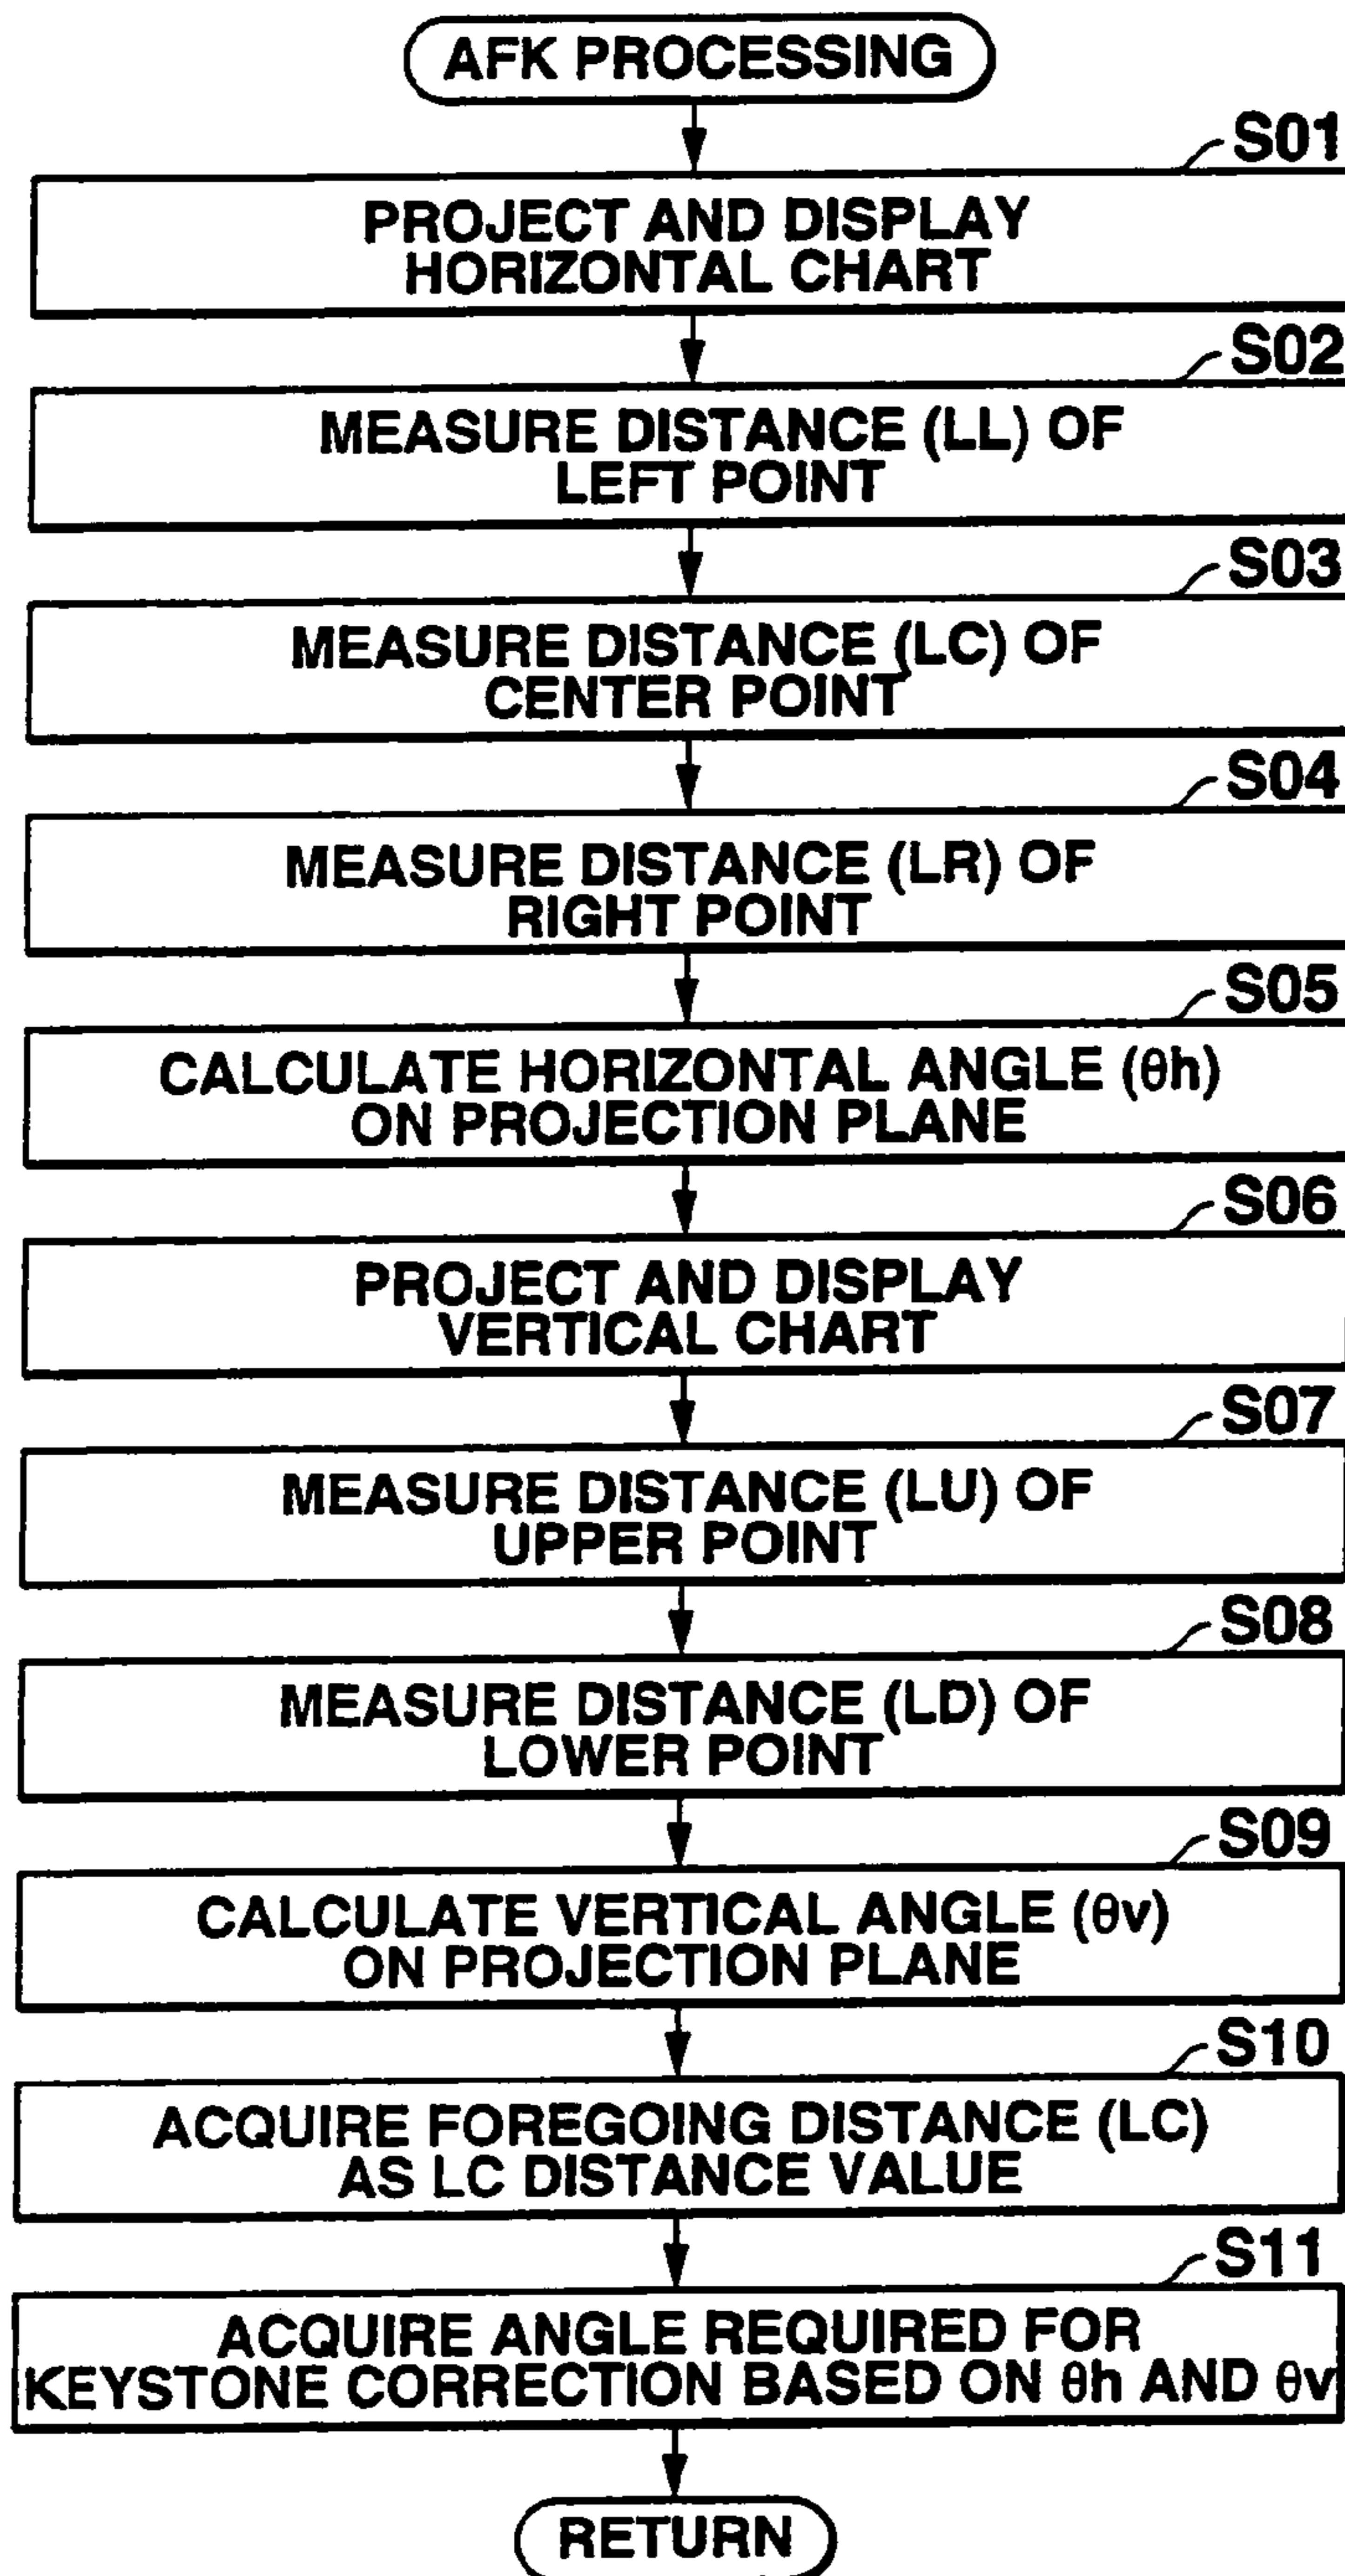 AFK PROCESSING
S01
PROJECT AND DISPLAY
HORIZONTAL CHART
S02
MEASURE DISTANCE (LL) OF
LEFT POINT
S03
MEASURE DISTANCE (LC) OF
CENTER POINT
S04
MEASURE DISTANCE (LR) OF
RIGHT POINT
S05
CALCULATE HORIZONTAL ANGLE (θh)
ON PROJECTION PLANE
S06
PROJECT AND DISPLAY
VERTICAL CHART
S07
MEASURE DISTANCE (LU) OF
UPPER POINT
S08
MEASURE DISTANCE (LD) OF
LOWER POINT
S09
CALCULATE VERTICAL ANGLE (θv)
ON PROJECTION PLANE
S10
ACQUIRE FOREGOING DISTANCE (LC)
AS LC DISTANCE VALUE
S11
ACQUIRE ANGLE REQUIRED FOR
KEYSTONE CORRECTION BASED ON θh AND θv
RETURN